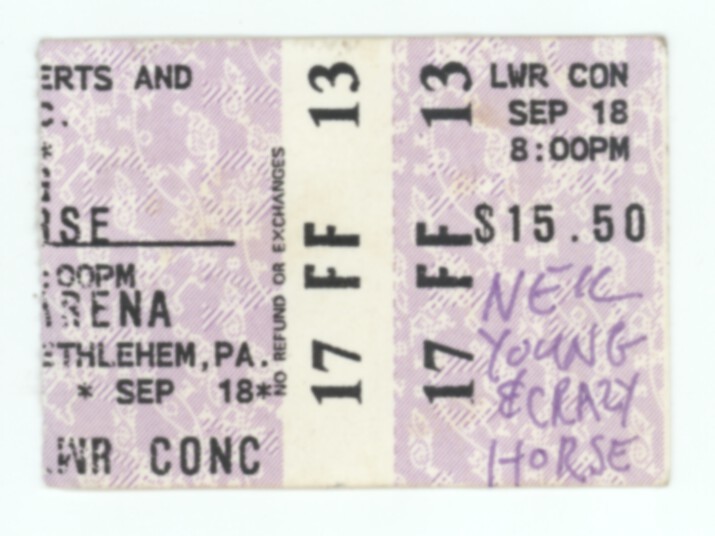 ERTS AND
C.
*
RSE
:00PM
ARENA
ETHLEHEM,PA.
* SEP 18*
LWR CONC
NO REFUND OR EXCHANGES
17 FF 13
17 FF 13
LWR CON
SEP 18
8:00PM
$15.50
NEIL
YOUNG
& CRAZY
HORSE